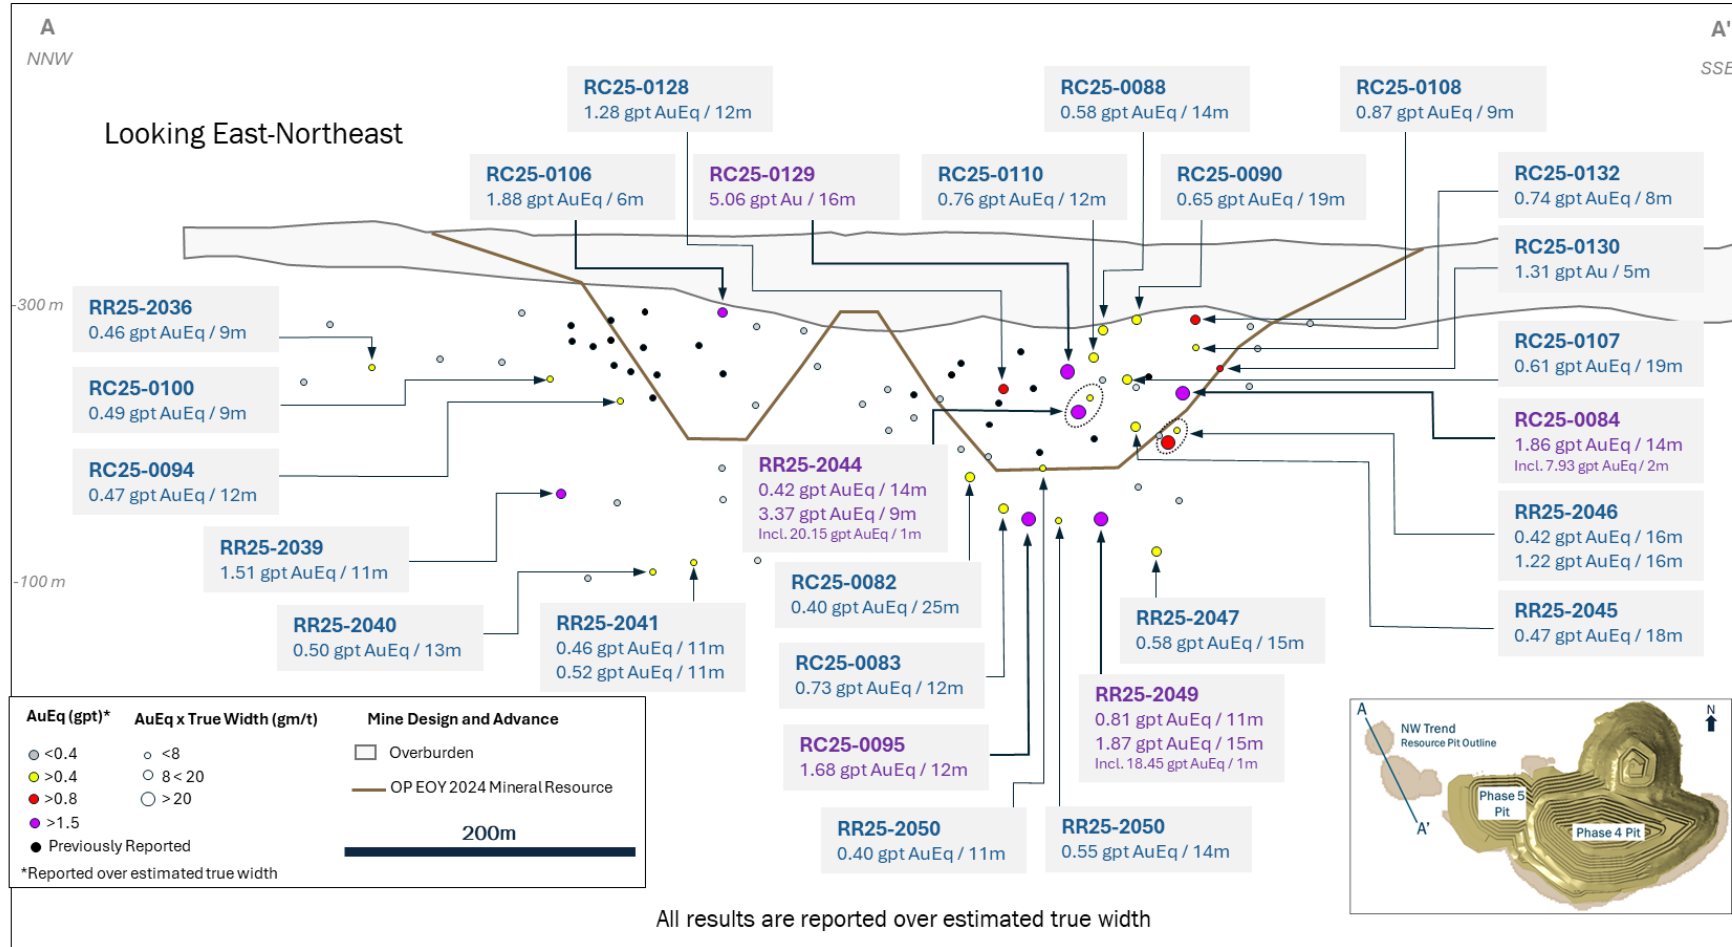 A
NNW
A'
SSE
Looking East-Northeast
RC25-0128
1.28 gpt AuEq / 12m
RC25-0088
0.58 gpt AuEq / 14m
RC25-0108
0.87 gpt AuEq / 9m
RC25-0106
1.88 gpt AuEq / 6m
RC25-0129
5.06 gpt Au / 16m
RC25-0110
0.76 gpt AuEq / 12m
RC25-0090
0.65 gpt AuEq / 19m
RC25-0132
0.74 gpt AuEq / 8m
RC25-0130
1.31 gpt Au / 5m
-300 m
RR25-2036
0.46 gpt AuEq / 9m
RC25-0100
0.49 gpt AuEq / 9m
RC25-0094
0.47 gpt AuEq / 12m
RC25-0107
0.61 gpt AuEq / 19m
RC25-0084
1.86 gpt AuEq / 14m
Incl. 7.93 gpt AuEq / 2m
RR25-2044
0.42 gpt AuEq / 14m
3.37 gpt AuEq / 9m
Incl. 20.15 gpt AuEq / 1m
RR25-2046
0.42 gpt AuEq / 16m
1.22 gpt AuEq / 16m
RR25-2039
1.51 gpt AuEq / 11m
-100 m
RC25-0082
0.40 gpt AuEq / 25m
RR25-2045
0.47 gpt AuEq / 18m
RR25-2040
0.50 gpt AuEq / 13m
RR25-2041
0.46 gpt AuEq / 11m
0.52 gpt AuEq / 11m
RR25-2047
0.58 gpt AuEq / 15m
RC25-0083
0.73 gpt AuEq / 12m
RR25-2049
0.81 gpt AuEq / 11m
1.87 gpt AuEq / 15m
Incl. 18.45 gpt AuEq / 1m
RC25-0095
1.68 gpt AuEq / 12m
RR25-2050
0.40 gpt AuEq / 11m
RR25-2050
0.55 gpt AuEq / 14m
AuEq (gpt)*
<0.4
>0.4
>0.8
>1.5
Previously Reported
*Reported over estimated true width
AuEq x True Width (gm/t)
<8
8< 20
> 20
Mine Design and Advance
Overburden
OP EOY 2024 Mineral Resource
200m
A
NW Trend
Resource Pit Outline
N
Phase 5
Pit
Phase 4 Pit
A'
All results are reported over estimated true width